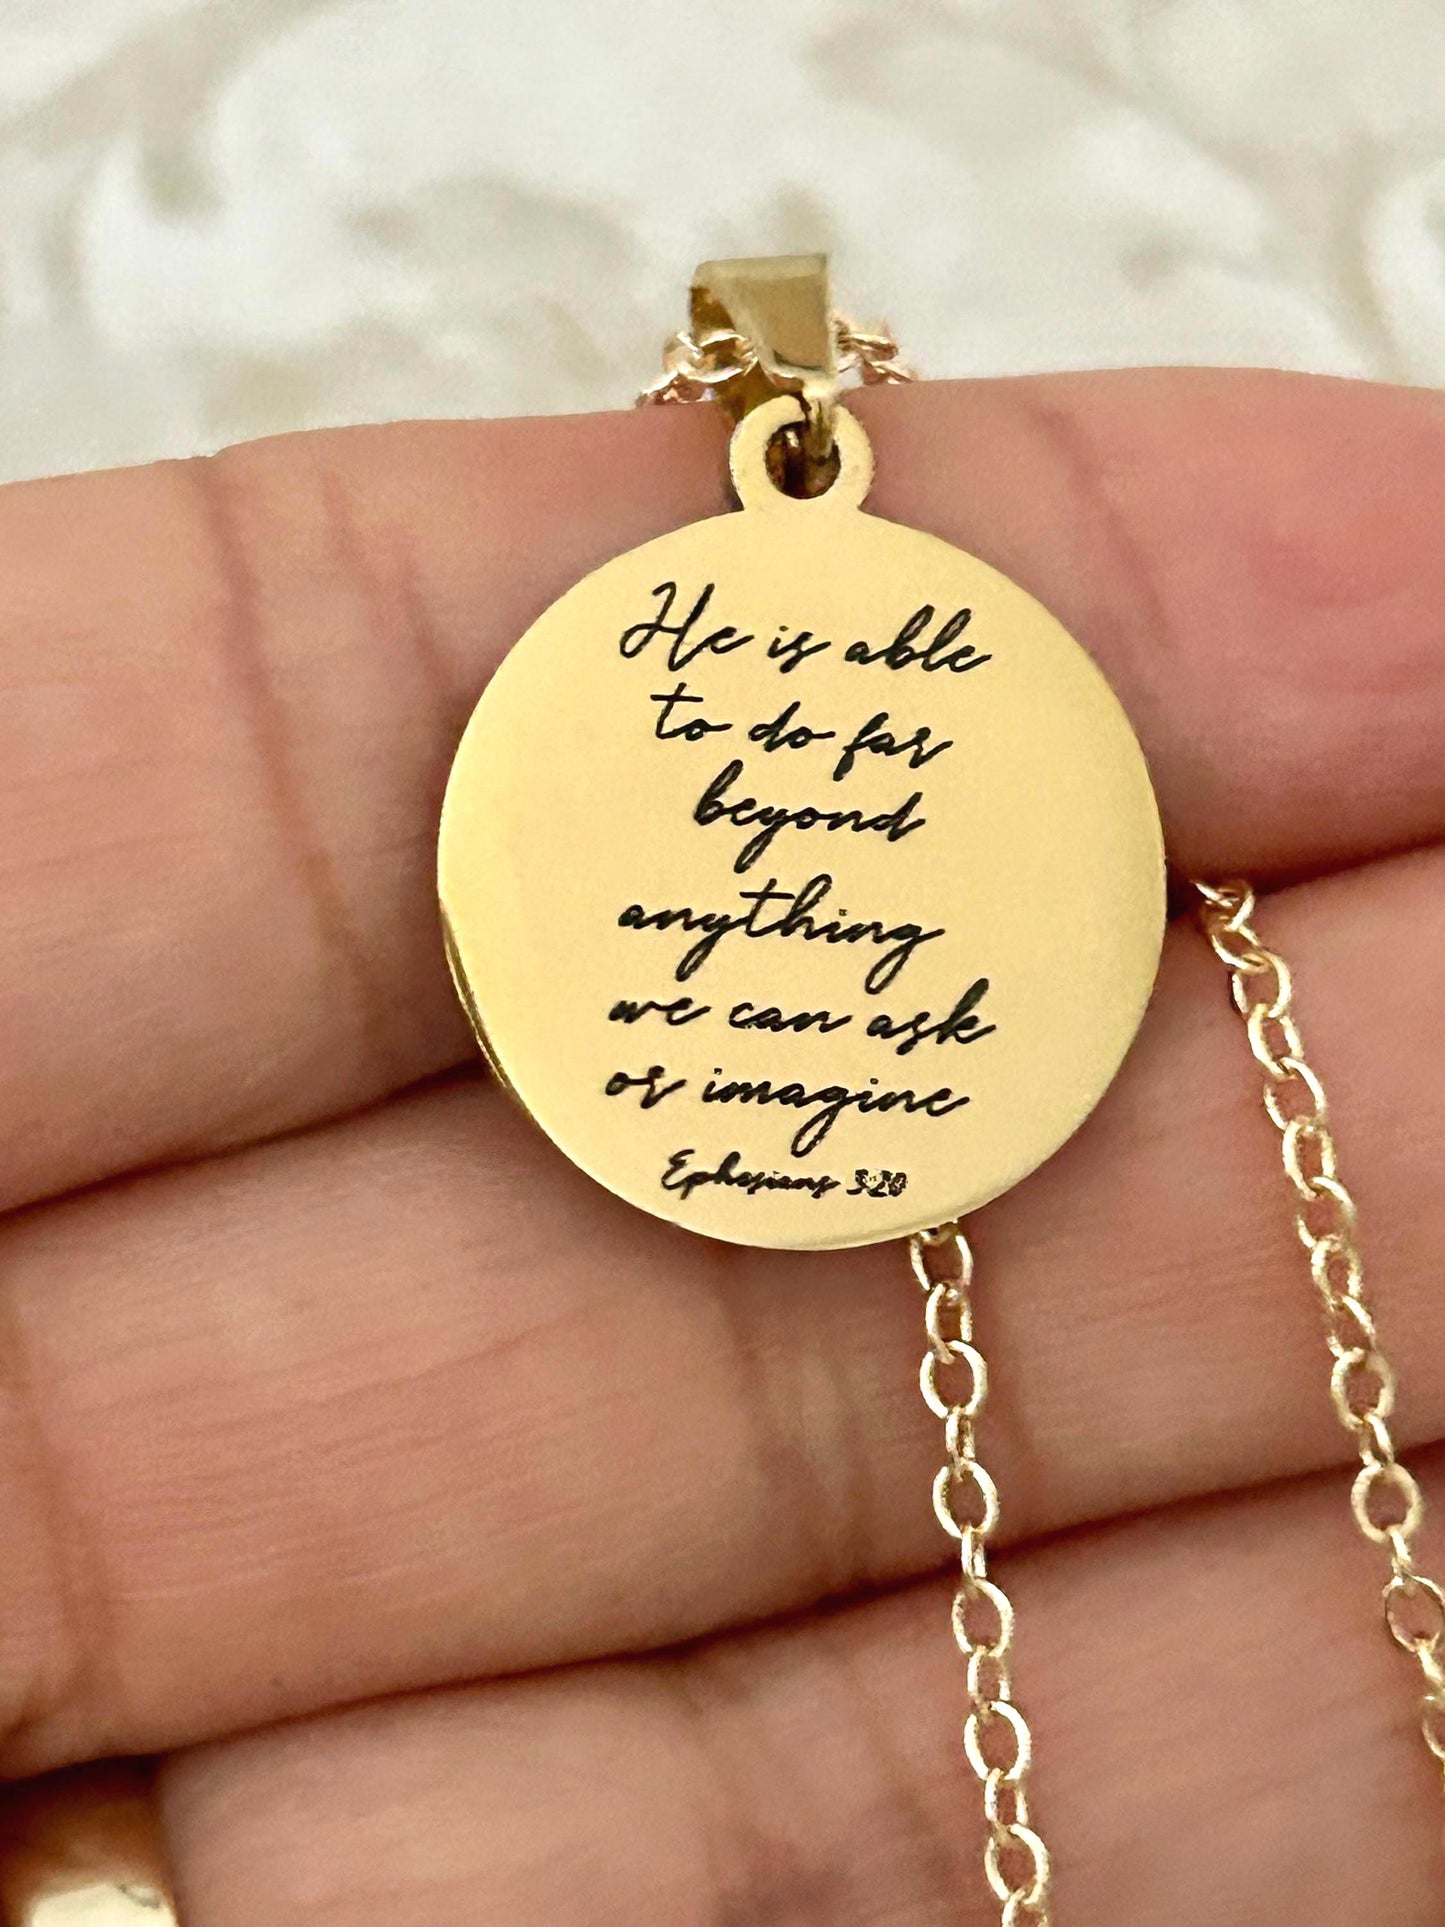 He is able
to do far
beyond
anything
we can ask
or imagine
Ephesians 3:20